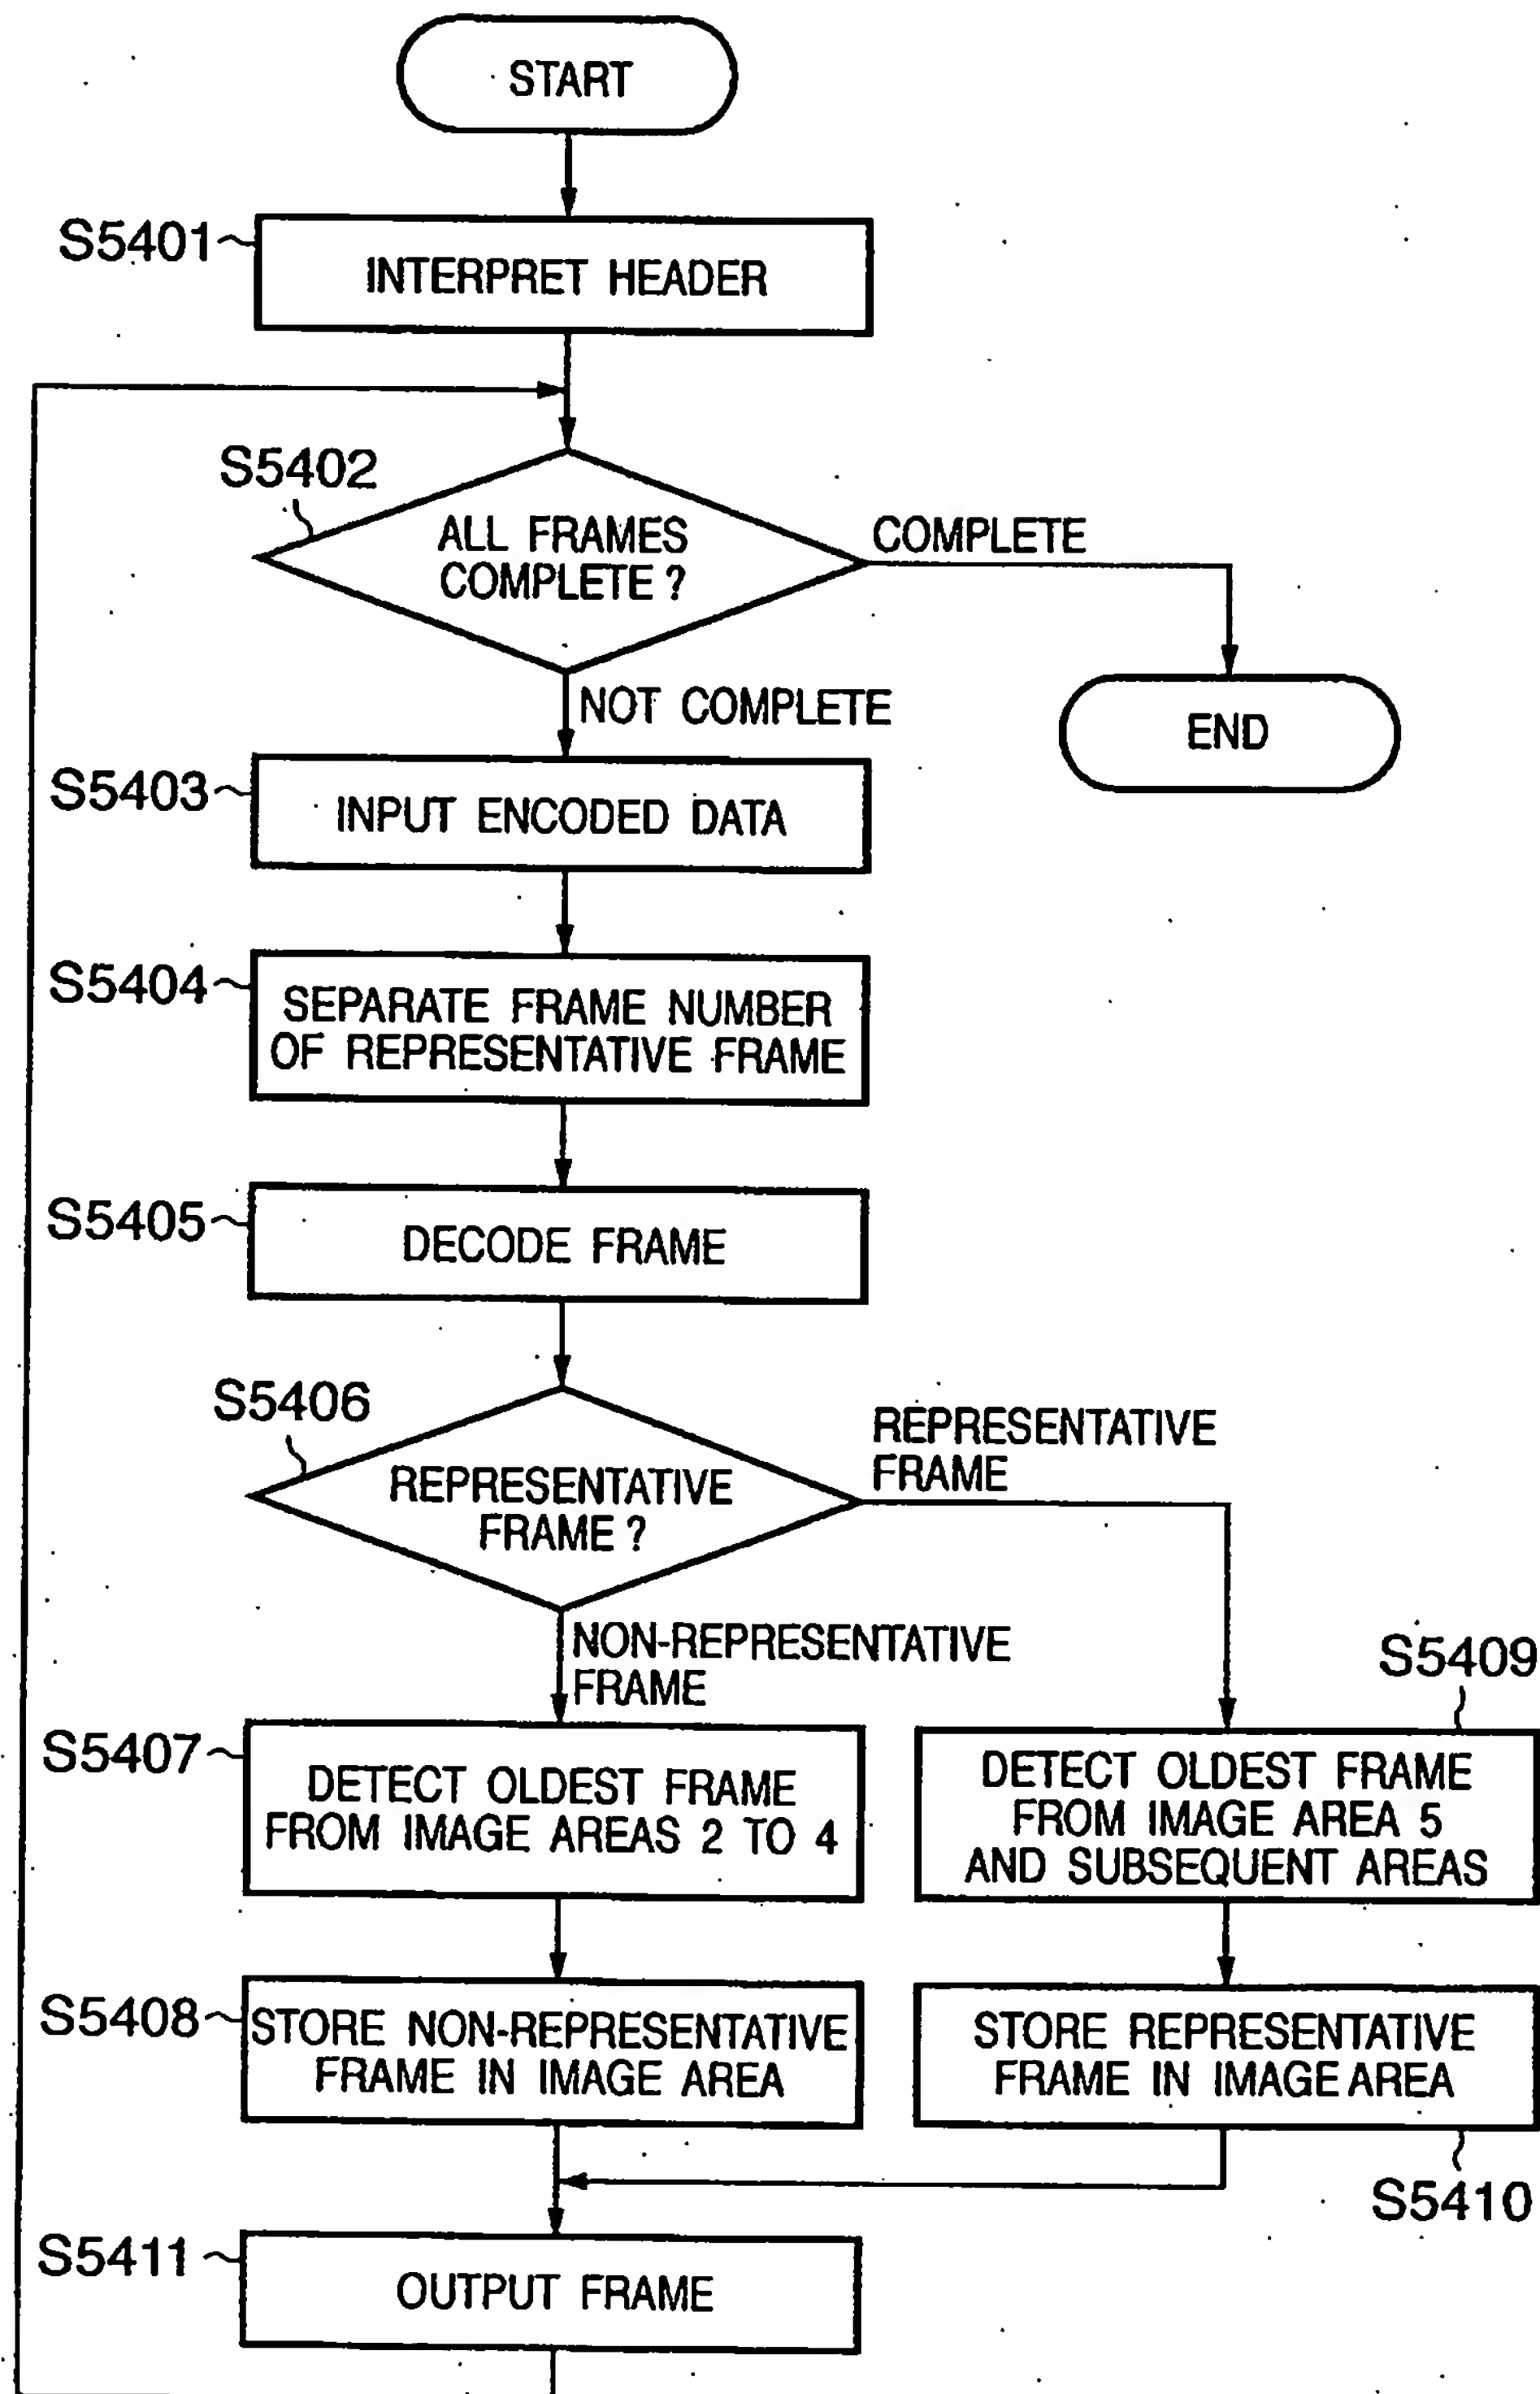 START
S5401
INTERPRET HEADER
S5402
ALL FRAMES
COMPLETE ?
COMPLETE
NOT COMPLETE
END
S5403
INPUT ENCODED DATA
S5404
SEPARATE FRAME NUMBER
OF REPRESENTATIVE FRAME
S5405
DECODE FRAME
S5406
REPRESENTATIVE
FRAME ?
REPRESENTATIVE
FRAME
NON-REPRESENTATIVE
FRAME
S5407
DETECT OLDEST FRAME
FROM IMAGE AREAS 2 TO 4
S5409
DETECT OLDEST FRAME
FROM IMAGE AREA 5
AND SUBSEQUENT AREAS
S5408
STORE NON-REPRESENTATIVE
FRAME IN IMAGE AREA
STORE REPRESENTATIVE
FRAME IN IMAGE AREA
S5410
S5411
OUTPUT FRAME